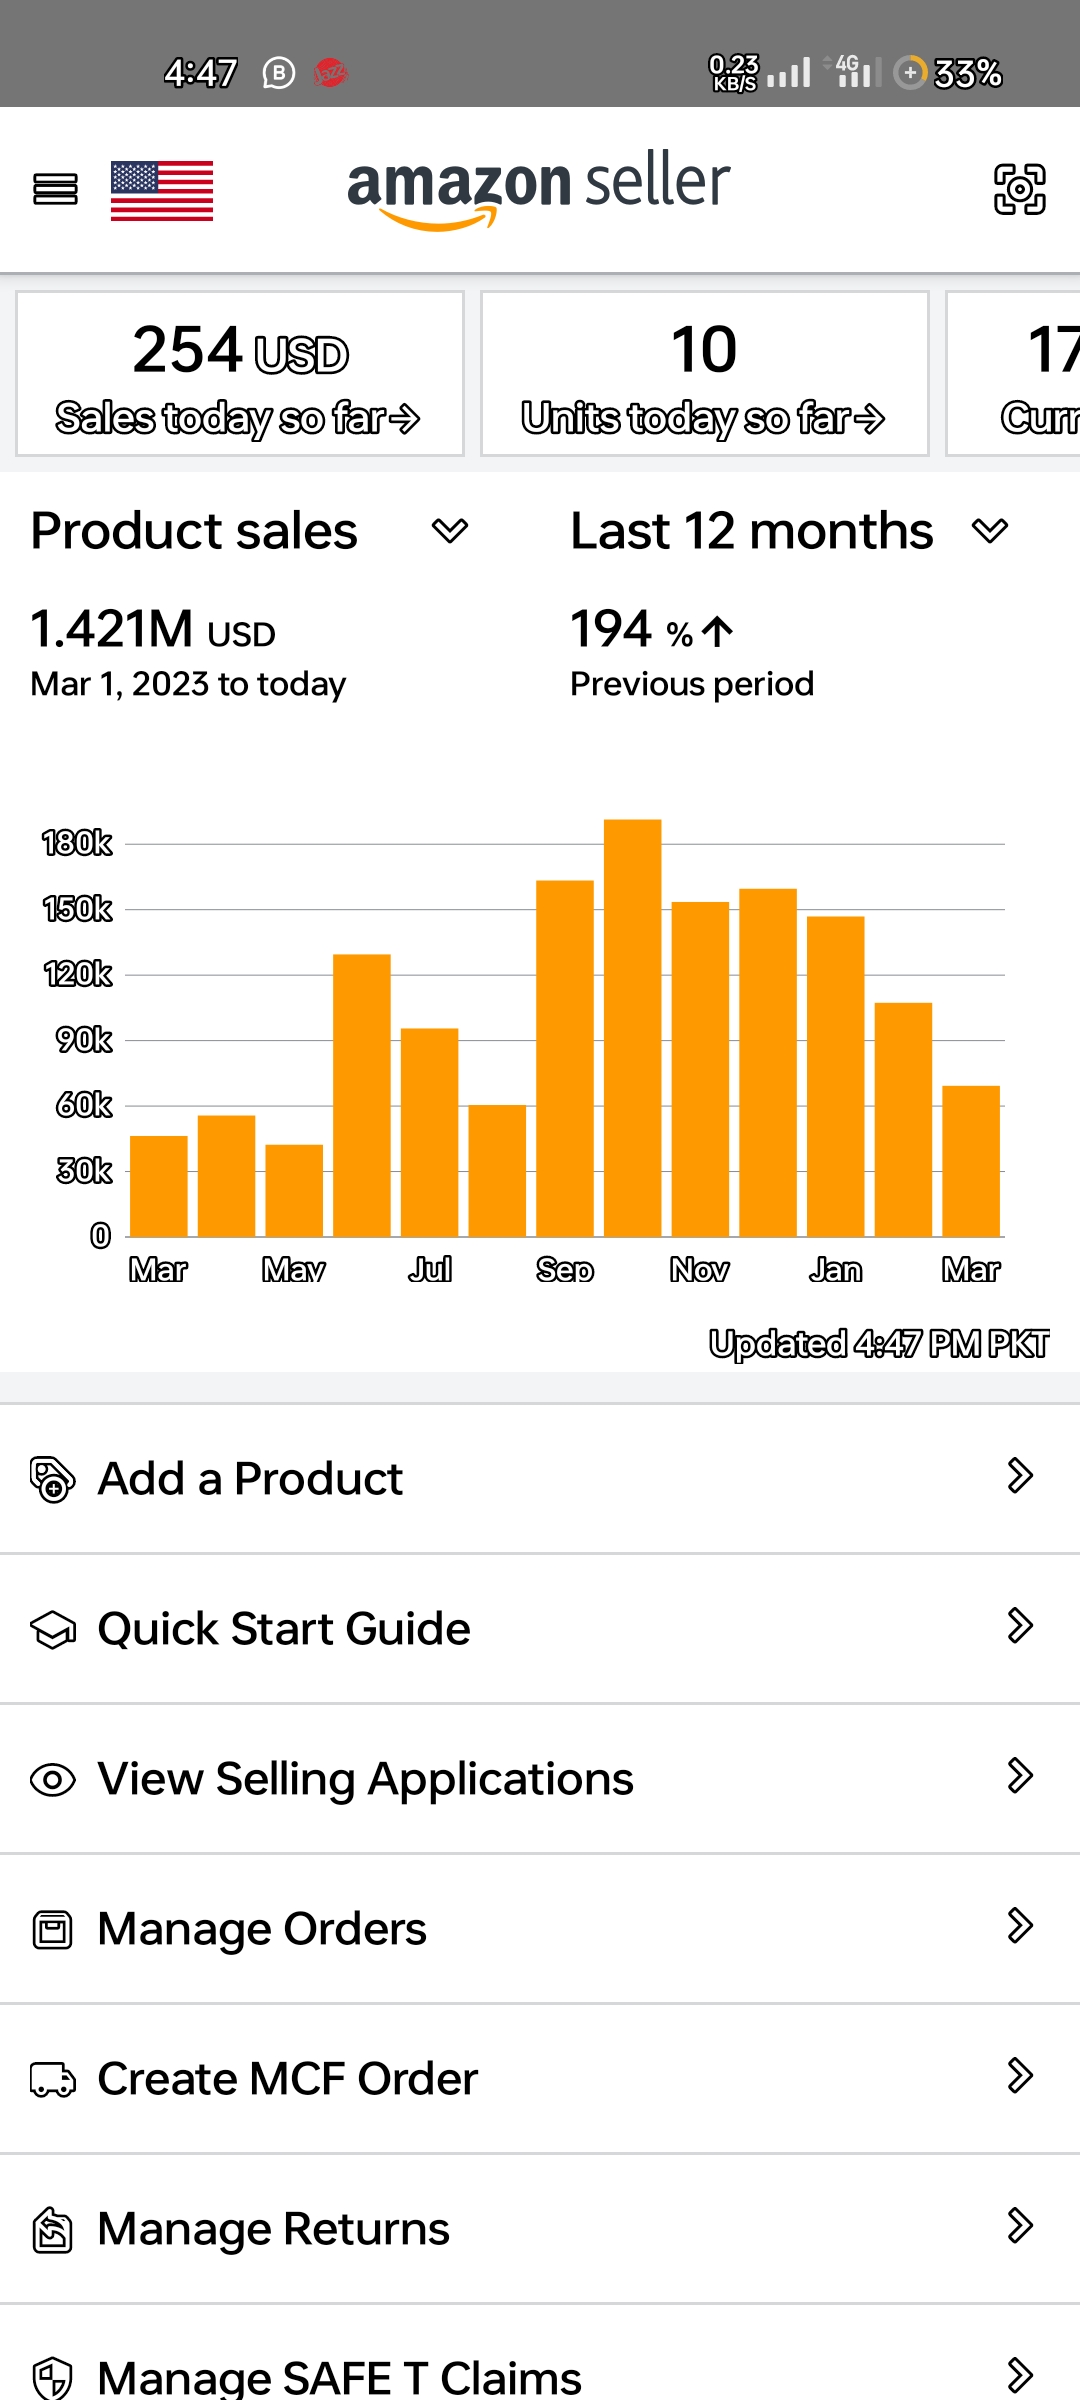 4:47 B Jazz 0.23 KB/S 4G 33%
amazon seller
254 USD
Sales today so far
10
Units today so far
17
Curr
Product sales
Last 12 months
1.421M USD
194 %
Mar 1, 2023 to today
Previous period
180k
150k
120k
90k
60k
30k
0
Mar May Jul Sep Nov Jan Mar
Updated 4:47 PM PKT
Add a Product
Quick Start Guide
View Selling Applications
Manage Orders
Create MCF Order
Manage Returns
Manage SAFE T Claims